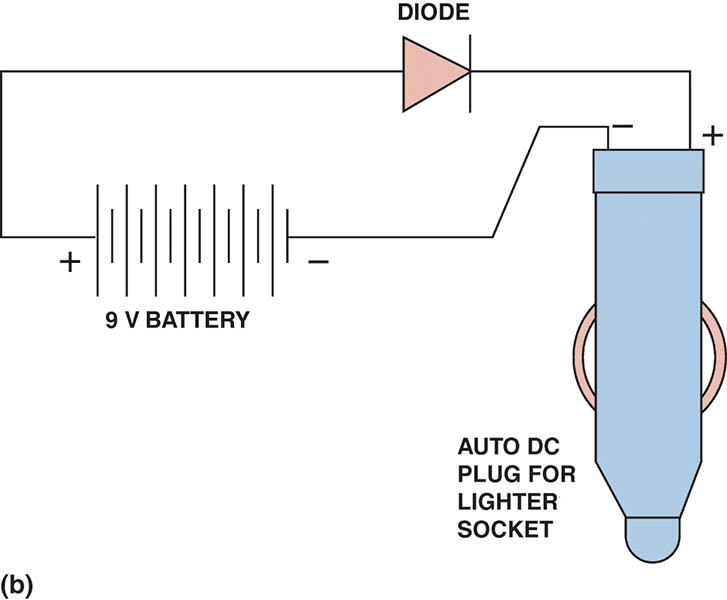 DIODE
−
+
+
−
9 V BATTERY
AUTO DC
PLUG FOR
LIGHTER
SOCKET
(b)